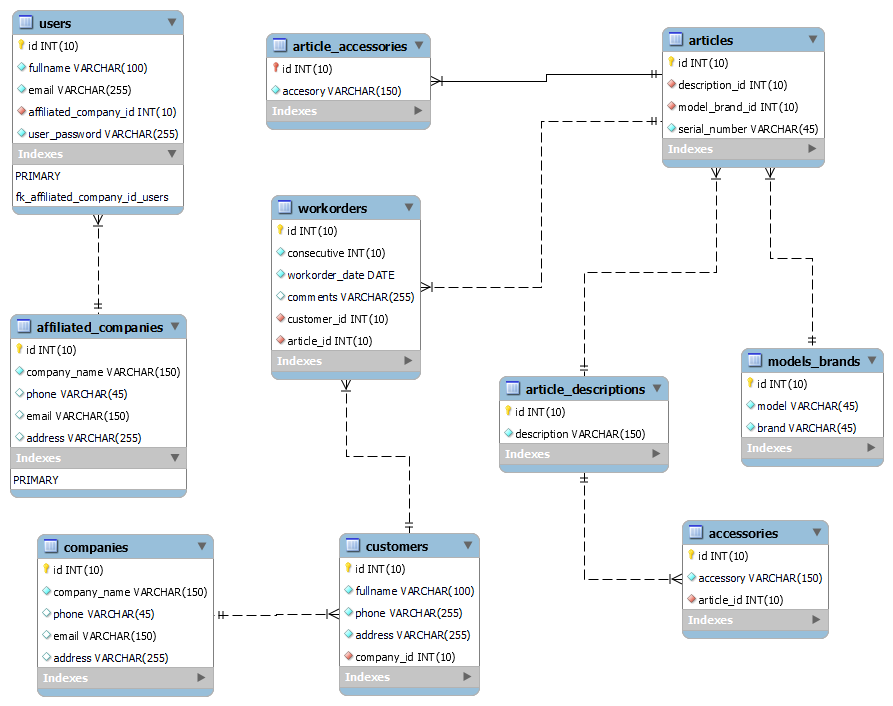 users
id INT(10)
fullname VARCHAR(100)
email VARCHAR(255)
affiliated_company_id INT(10)
user_password VARCHAR(255)
Indexes
PRIMARY
fk_affiliated_company_id_users
article_accessories
id INT(10)
accesory VARCHAR(150)
Indexes
articles
id INT(10)
description_id INT(10)
model_brand_id INT(10)
serial_number VARCHAR(45)
Indexes
workorders
id INT(10)
consecutive INT(10)
workorder_date DATE
comments VARCHAR(255)
customer_id INT(10)
article_id INT(10)
Indexes
affiliated_companies
id INT(10)
company_name VARCHAR(150)
phone VARCHAR(45)
email VARCHAR(150)
address VARCHAR(255)
Indexes
PRIMARY
article_descriptions
id INT(10)
description VARCHAR(150)
Indexes
models_brands
id INT(10)
model VARCHAR(45)
brand VARCHAR(45)
Indexes
companies
id INT(10)
company_name VARCHAR(150)
phone VARCHAR(45)
email VARCHAR(150)
address VARCHAR(255)
Indexes
customers
id INT(10)
fullname VARCHAR(100)
phone VARCHAR(255)
address VARCHAR(255)
company_id INT(10)
Indexes
accessories
id INT(10)
accessory VARCHAR(150)
article_id INT(10)
Indexes